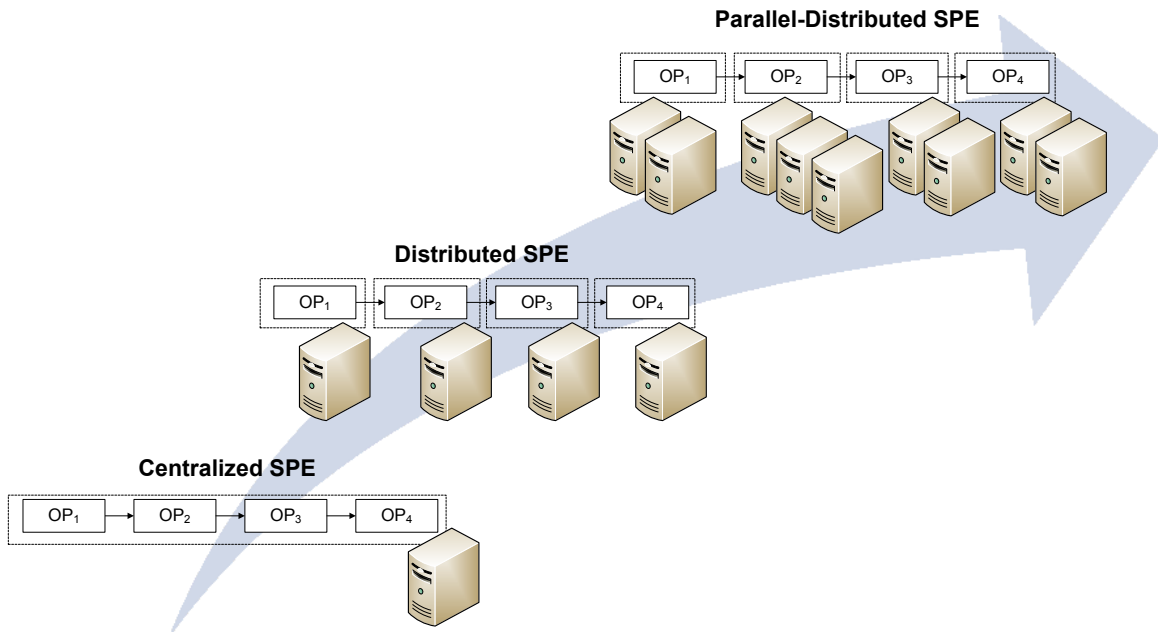 Parallel-Distributed SPE
OP₁ OP₂ OP₃ OP₄
Distributed SPE
OP₁ OP₂ OP₃ OP₄
Centralized SPE
OP₁ OP₂ OP₃ OP₄